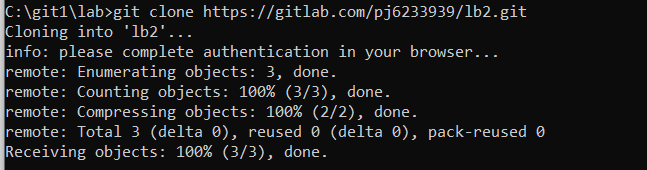 C:\git1\lab>git clone https://gitlab.com/pj6233939/lb2.git
Cloning into 'lb2'...
info: please complete authentication in your browser...
remote: Enumerating objects: 3, done.
remote: Counting objects: 100% (3/3), done.
remote: Compressing objects: 100% (2/2), done.
remote: Total 3 (delta 0), reused 0 (delta 0), pack-reused 0
Receiving objects: 100% (3/3), done.